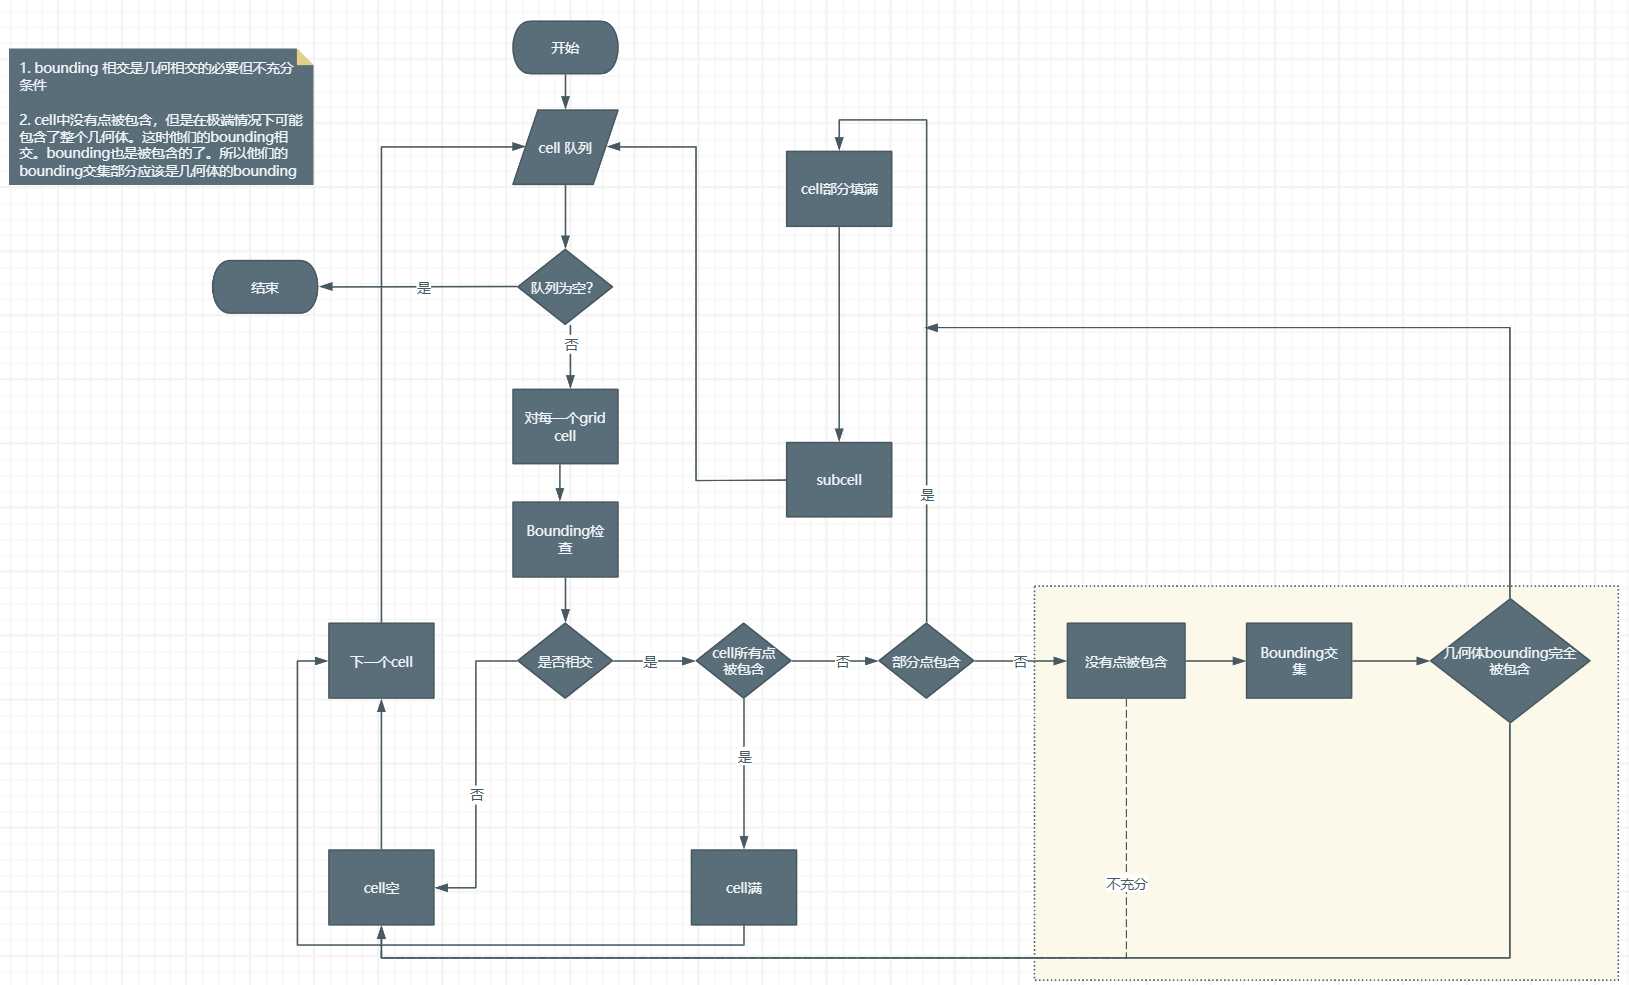 开始
1. bounding 相交是几何相交的必要但不充分
条件
2. cell中没有点被包含，但是在极端情况下可能
包含了整个几何体。这时他们的bounding相
交。bounding也是被包含的了。所以他们的
bounding交集部分应该是几何体的bounding
cell 队列
cell部分填满
结束
是
队列为空？
否
对每一个grid
cell
subcell
是
Bounding检
查
下一个cell
是否相交
是
cell所有点
被包含
否
部分点包含
否
没有点被包含
Bounding交
集
几何体bounding完全
被包含
是
否
cell空
cell满
不充分